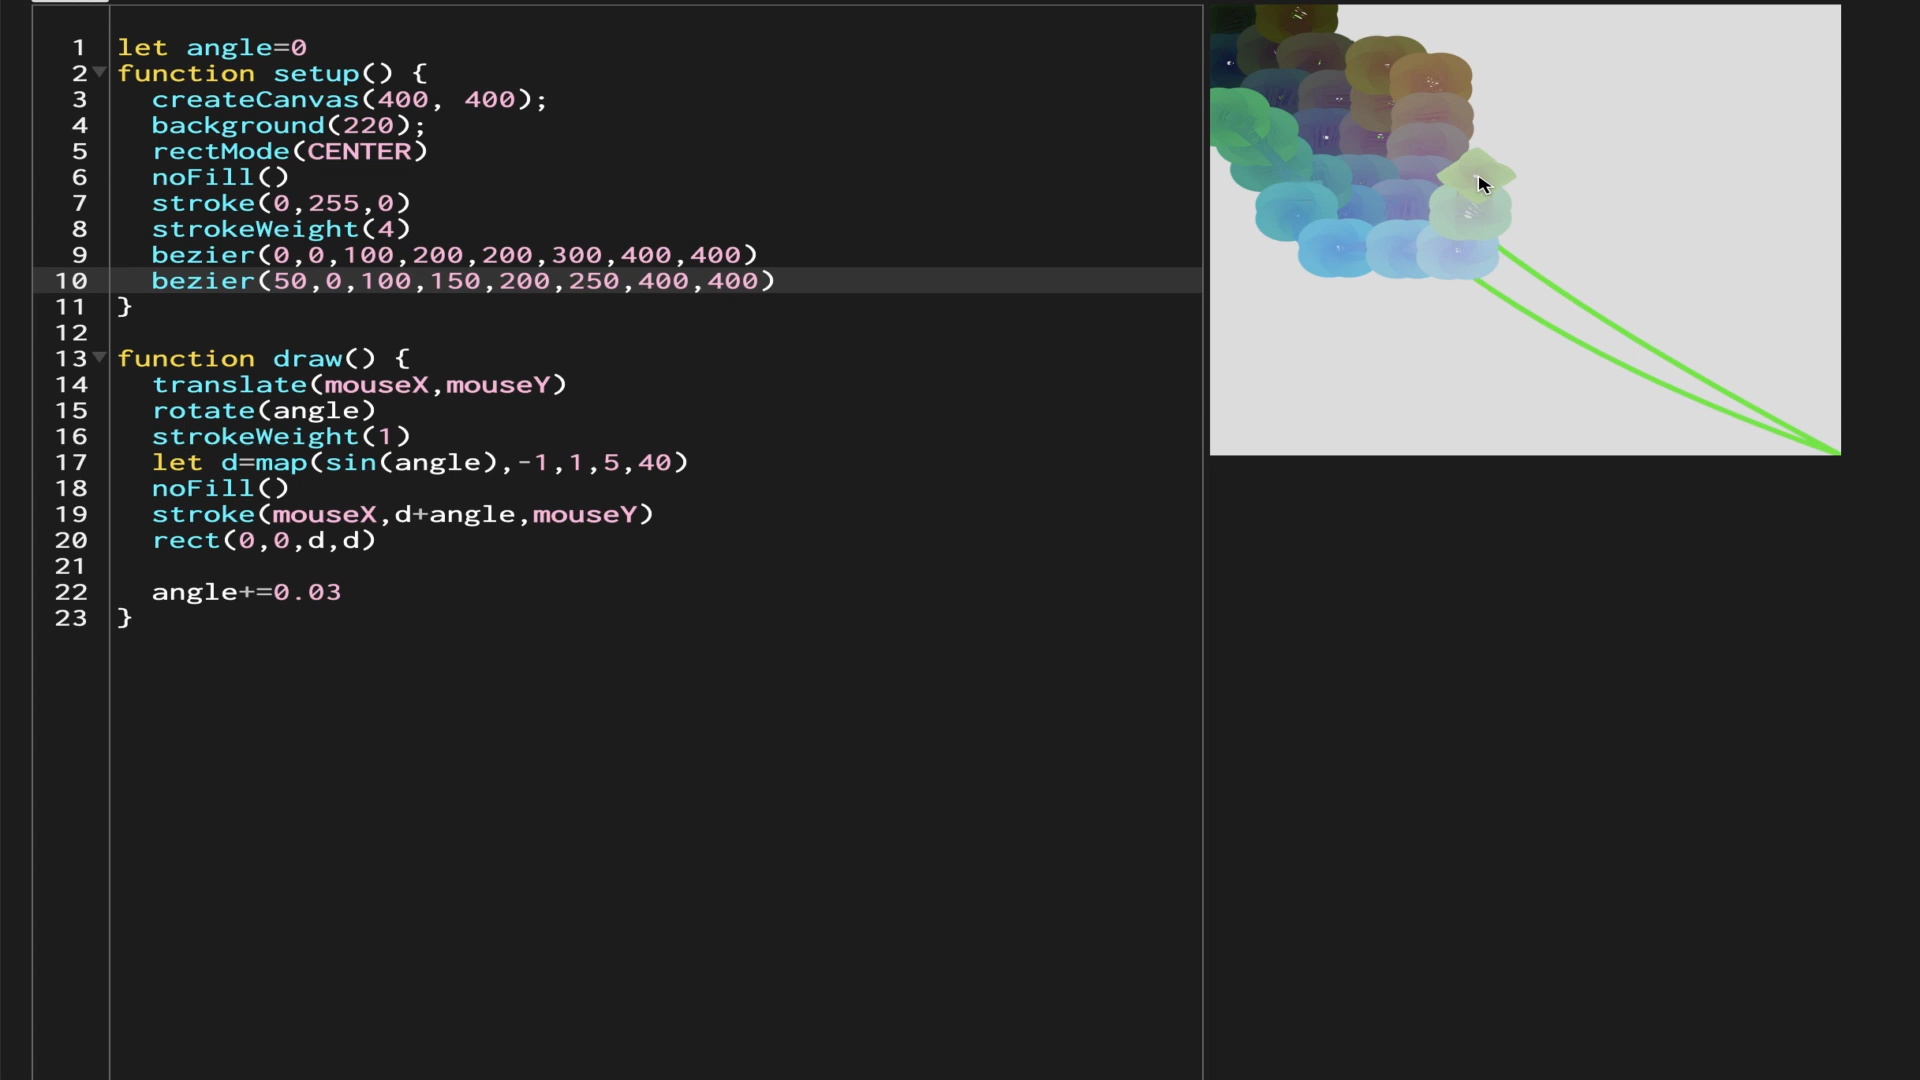 1 let angle=0
2 function setup() {
3 createCanvas(400, 400);
4 background(220);
5 rectMode(CENTER)
6 noFill()
7 stroke(0,255,0)
8 strokeWeight(4)
9 bezier(0,0,100,200,200,300,400,400)
10 bezier(50,0,100,150,200,250,400,400)
11 }
12
13 function draw() {
14 translate(mouseX,mouseY)
15 rotate(angle)
16 strokeWeight(1)
17 let d=map(sin(angle),-1,1,5,40)
18 noFill()
19 stroke(mouseX,d+angle,mouseY)
20 rect(0,0,d,d)
21
22 angle+=0.03
23 }